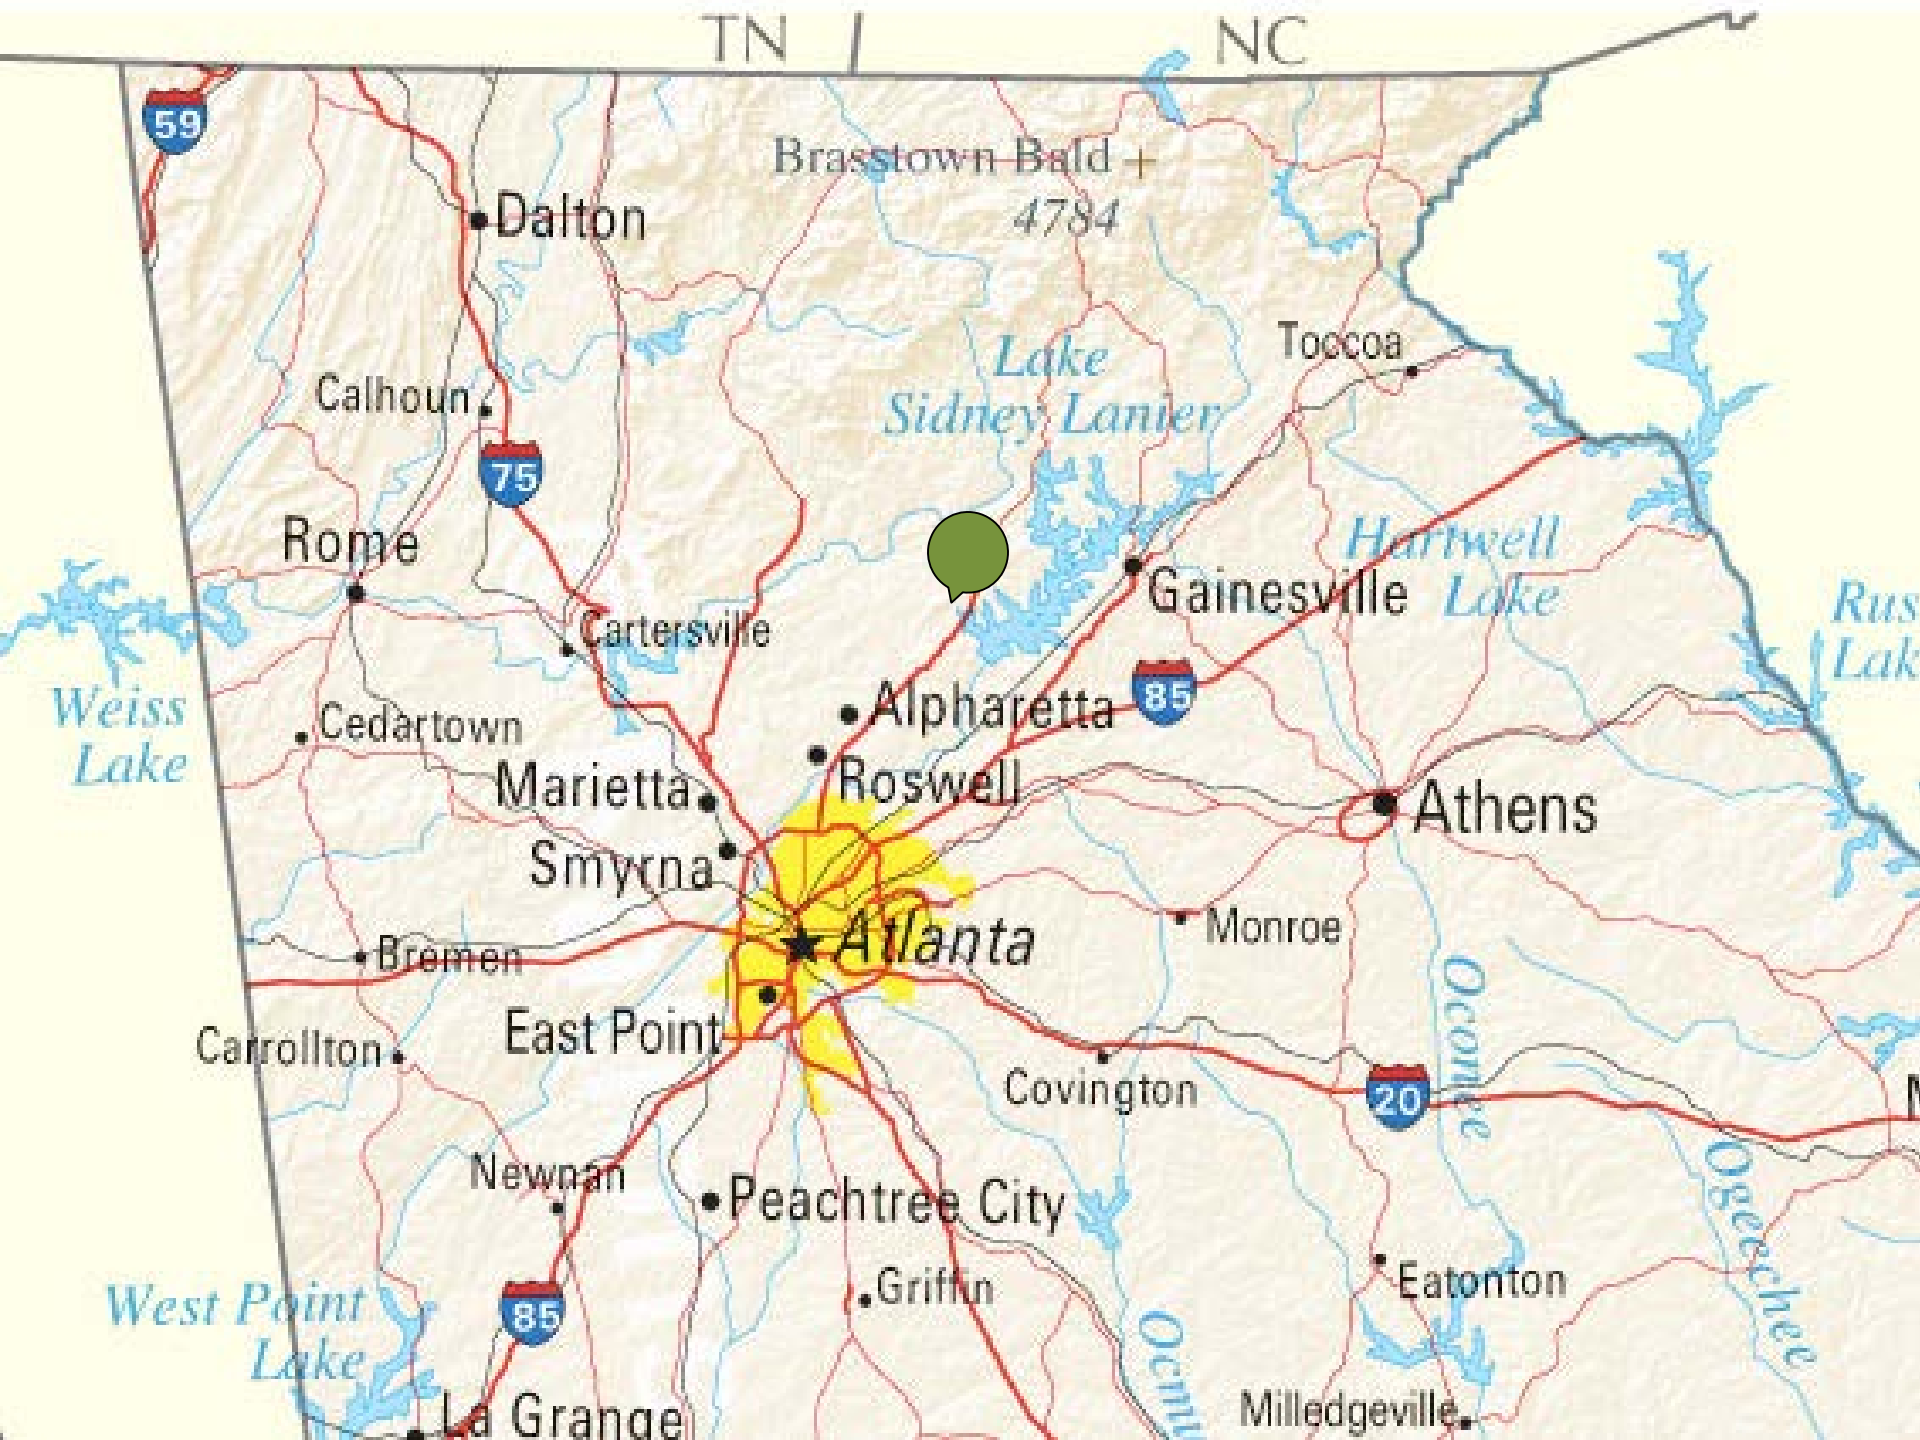 TN
NC
59
Brasstown Bald
4784
Dalton
Toccoa
Lake
Sidney Lanier
Calhoun
75
Rome
Hartwell
Lake
Gainesville
Cartersville
85
Weiss
Lake
Alpharetta
Cedartown
Roswell
Marietta
Athens
Smyrna
Monroe
Atlanta
Bremen
East Point
Carrollton
Oconee
Covington
20
Newnan
Peachtree City
Ogeechee
Eatonton
Griffin
West Point
Lake
85
La Grange
Milledgeville
Rus
Lak
Ocmu